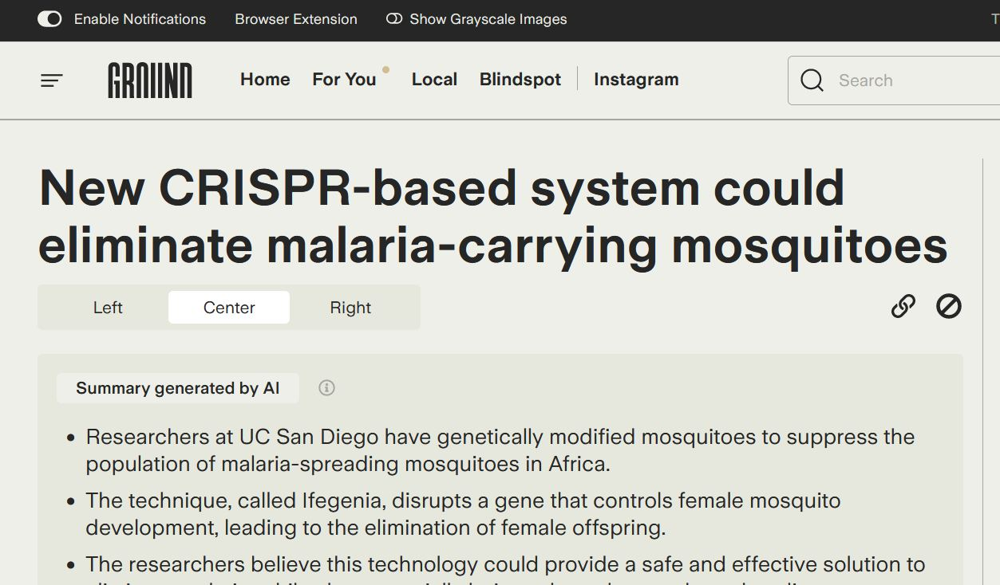 Enable Notifications Browser Extension Show Grayscale Images T
GROUND Home For You Local Blindspot Instagram Search
New CRISPR-based system could
eliminate malaria-carrying mosquitoes
Left Center Right
Summary generated by AI
• Researchers at UC San Diego have genetically modified mosquitoes to suppress the
population of malaria-spreading mosquitoes in Africa.
• The technique, called Ifegenia, disrupts a gene that controls female mosquito
development, leading to the elimination of female offspring.
• The researchers believe this technology could provide a safe and effective solution to